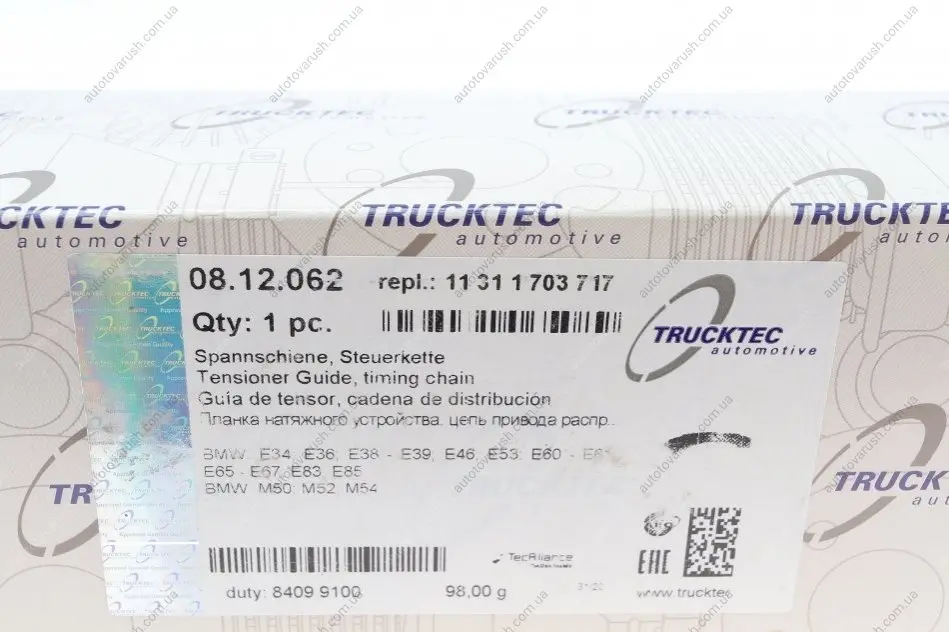 TRUCKTEC
TRUCKTEC
TRUCKTEC
automotive
TRUCKTEC
automotive
08.12.062 repl.: 11 31 1 703 717
Qty: 1 pc.
TRUCKTEC
automotive
Spannschiene, Steuerkette
Tensioner Guide, timing chain
Guía de tensor, cadena de distribución
Планка натяжного устройства. цепь привода распр..
BMW E34, E36, E38 - E39, E46, E53, E60 -
E65 - E67, E83, E85
BMW M50, M52, M54
EAC
TecAlliance
duty: 8409 9100 98,00 g 31/20 www.trucktec
autotovarush.com.ua